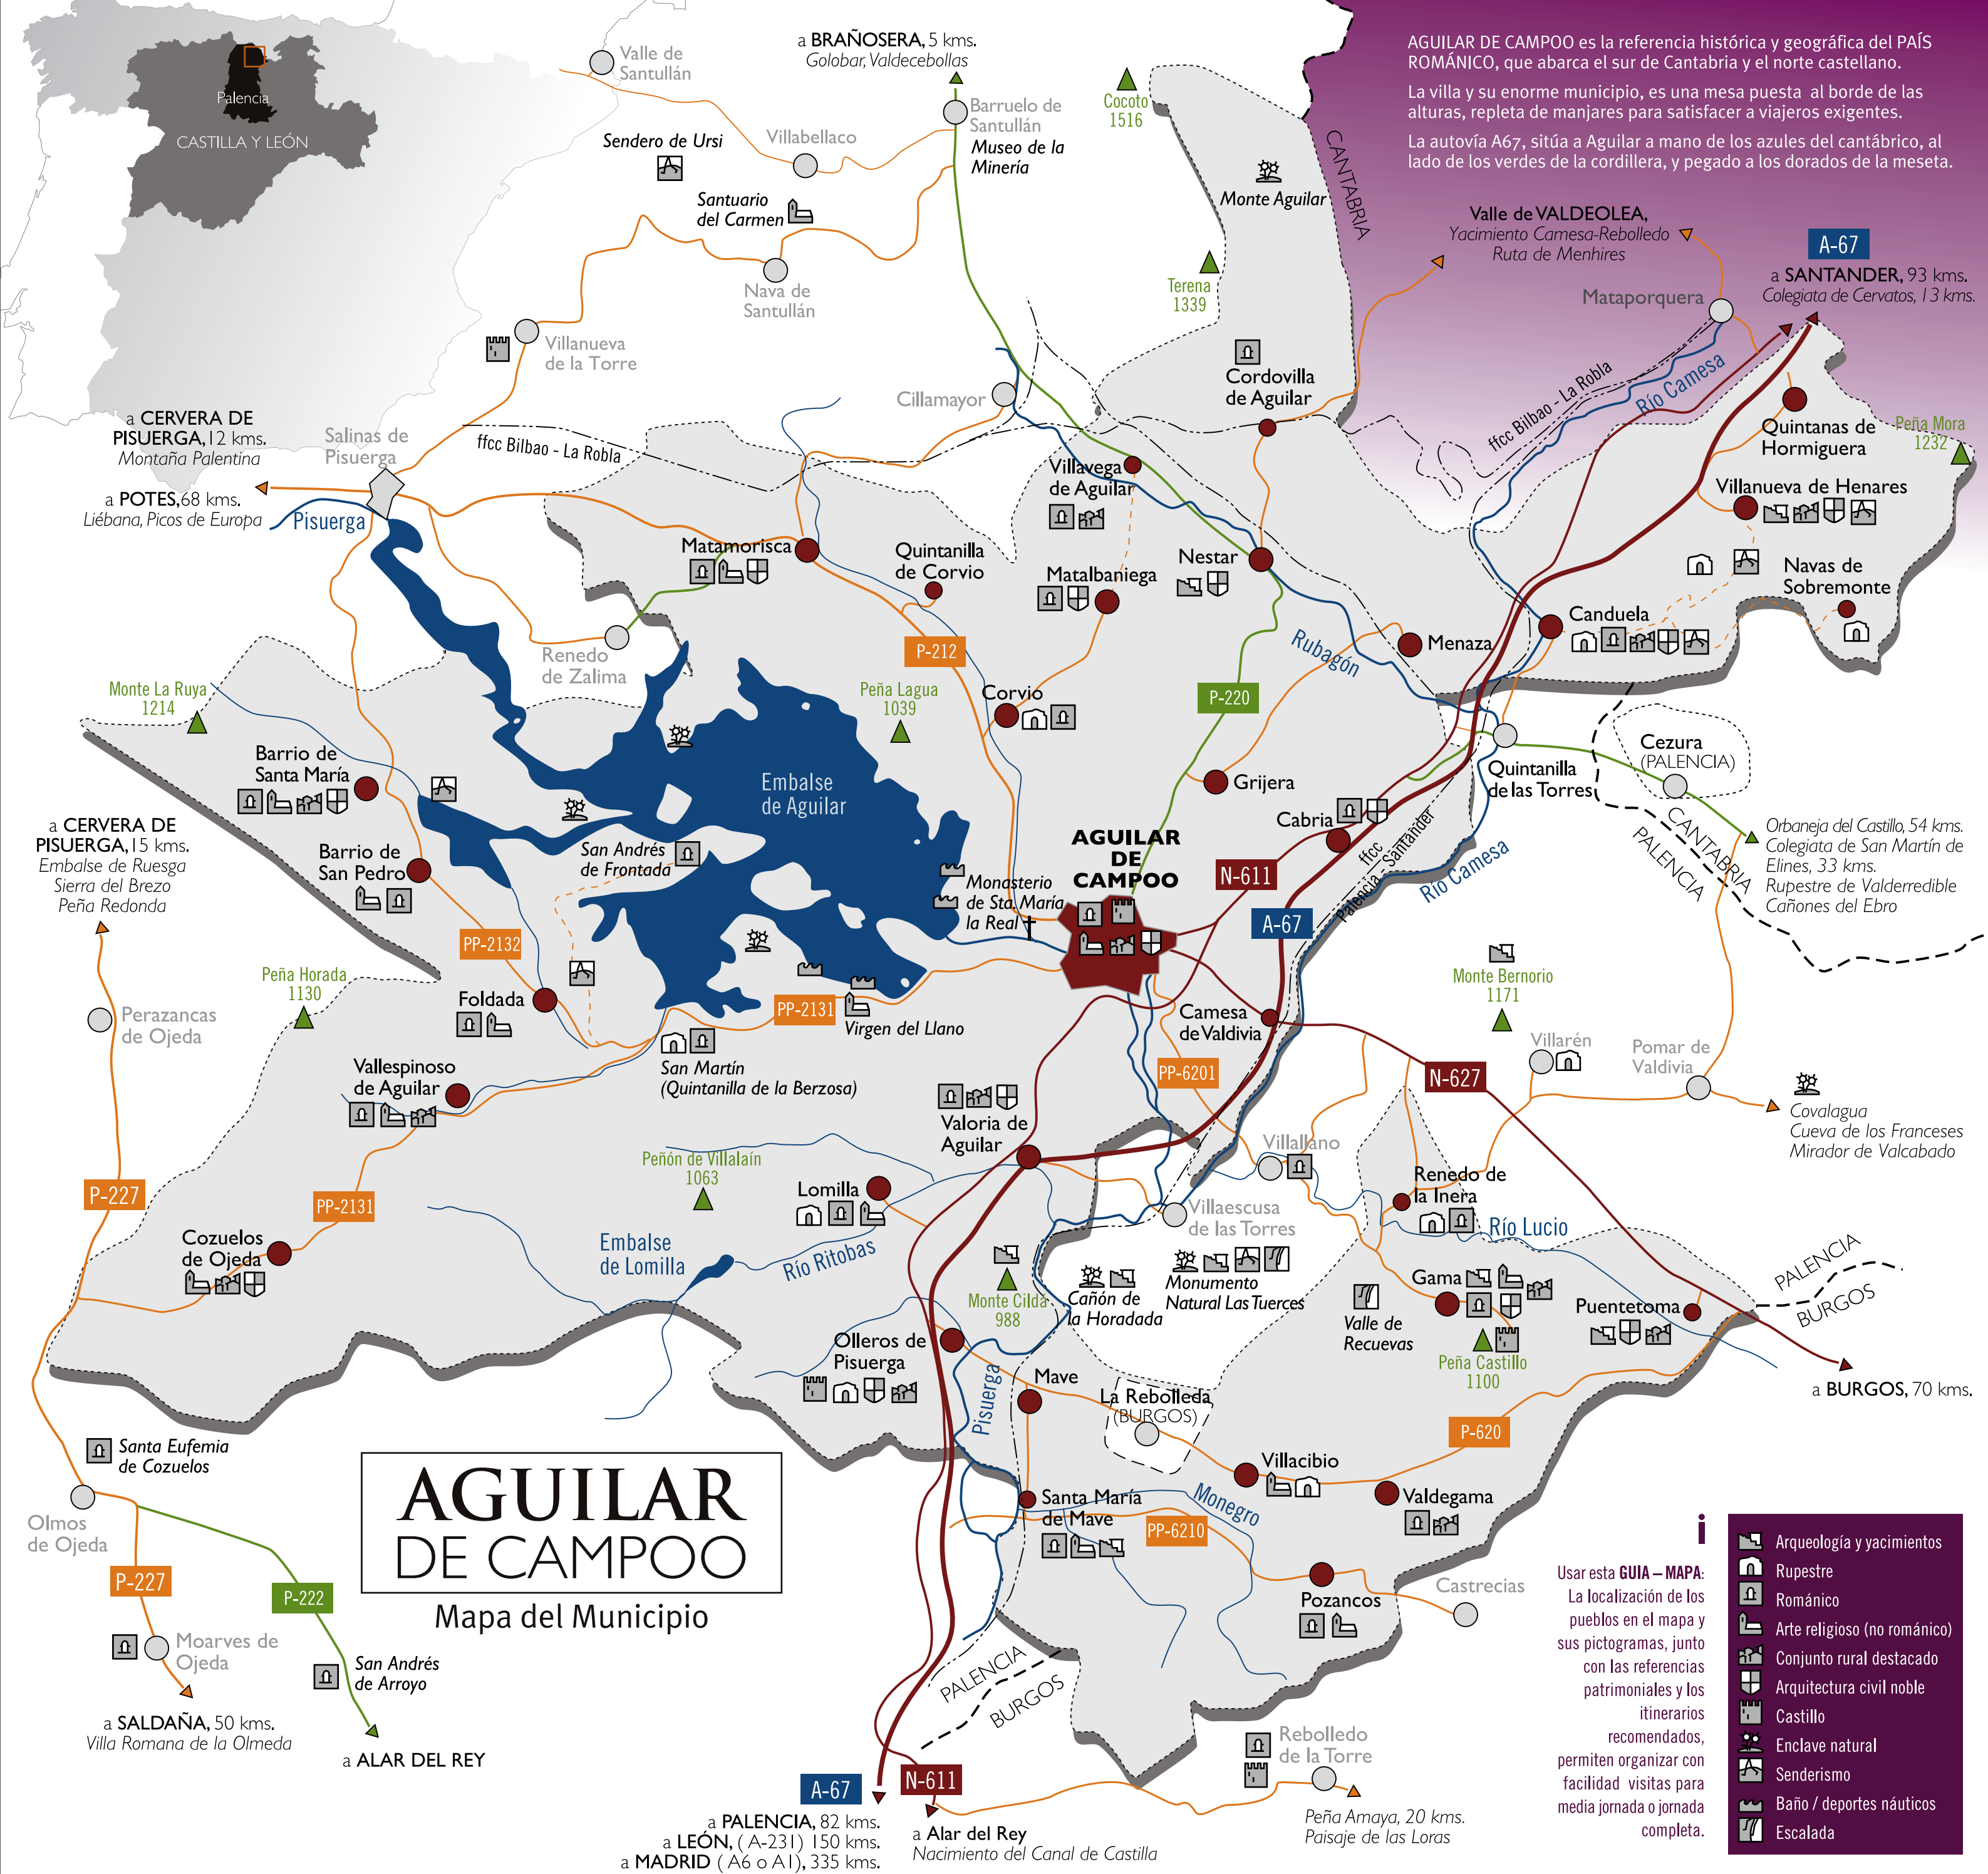 Palencia
CASTILLA Y LEÓN
Valle de
Santullán
a BRAÑOSERA, 5 kms.
Golobar, Valdecebollas
Barruelo de
Santullán
Museo de la
Minería
Villabellaco
Sendero de Ursi
Santuario
del Carmen
Nava de
Santullán
Villanueva
de la Torre
Cocoto
1516
Monte Aguilar
CANTABRIA
Terena
1339
AGUILAR DE CAMPOO es la referencia histórica y geográfica del PAÍS
ROMÁNICO, que abarca el sur de Cantabria y el norte castellano.
La villa y su enorme municipio, es una mesa puesta al borde de las
alturas, repleta de manjares para satisfacer a viajeros exigentes.
La autovía A67, sitúa a Aguilar a mano de los azules del cantábrico, al
lado de los verdes de la cordillera, y pegado a los dorados de la meseta.
Valle de VALDEOLEA,
Yacimiento Camesa-Rebolledo
Ruta de Menhires
A-67
a SANTANDER, 93 kms.
Colegiata de Cervatos, 13 kms.
Mataporquera
Río Camesa
ffcc Bilbao - La Robla
Quintanas de
Hormiguera
Peña Mora
1232
Villanueva de Henares
Navas de
Sobremonte
Canduela
Cordovilla
de Aguilar
Cillamayor
a CERVERA DE
PISUERGA, 12 kms.
Montaña Palentina
Salinas de
Pisuerga
ffcc Bilbao - La Robla
a POTES, 68 kms.
Liébana, Picos de Europa
Pisuerga
Villavega
de Aguilar
Matamorisca
Quintanilla
de Corvio
Matalbaniega
Nestar
Menaza
Rubagón
P-212
P-220
Renedo
de Zalima
Peña Lagua
1039
Corvio
Monte La Ruya
1214
Barrio de
Santa María
Embalse
de Aguilar
Grijera
Cezura
(PALENCIA)
Quintanilla
de las Torres
CANTABRIA
PALENCIA
Orbaneja del Castillo, 54 kms.
Colegiata de San Martín de
Elines, 33 kms.
Rupestre de Valderredible
Cañones del Ebro
a CERVERA DE
PISUERGA, 15 kms.
Embalse de Ruesga
Sierra del Brezo
Peña Redonda
Barrio de
San Pedro
San Andrés
de Frontada
Monasterio
de Sta. María
la Real
AGUILAR
DE
CAMPOO
Cabria
N-611
A-67
ffcc
Palencia - Santander
Río Camesa
PP-2132
Peña Horada
1130
Foldada
PP-2131
Virgen del Llano
Monte Bernorio
1171
Perazancas
de Ojeda
Camesa
de Valdivia
San Martín
(Quintanilla de la Berzosa)
Vallespinoso
de Aguilar
PP-6201
N-627
Villarén
Pomar de
Valdivia
Covalagua
Cueva de los Franceses
Mirador de Valcabado
Valoria de
Aguilar
Villallano
Peñón de Villalaín
1063
Lomilla
Renedo de
la Inera
Río Lucio
P-227
PP-2131
Cozuelos
de Ojeda
Embalse
de Lomilla
Río Ritobas
Villaescusa
de las Torres
Monumento
Natural Las Tuerces
Cañón de
la Horadada
Monte Cildá
988
Valle de
Recuevas
Gama
Peña Castillo
1100
Puentetoma
PALENCIA
BURGOS
a BURGOS, 70 kms.
Olleros de
Pisuerga
Pisuerga
Mave
La Rebolleda
(BURGOS)
P-620
Villacibio
Valdegama
Santa Eufemia
de Cozuelos
Olmos
de Ojeda
AGUILAR
DE CAMPOO
Mapa del Municipio
Santa María
de Mave
Monegro
PP-6210
Pozancos
Castrecias
P-227
P-222
Moarves de
Ojeda
San Andrés
de Arroyo
a SALDAÑA, 50 kms.
Villa Romana de la Olmeda
a ALAR DEL REY
PALENCIA
BURGOS
Rebolledo
de la Torre
Peña Amaya, 20 kms.
Paisaje de las Loras
A-67
N-611
a PALENCIA, 82 kms.
a LEÓN, ( A-231) 150 kms.
a MADRID ( A6 o A1), 335 kms.
a Alar del Rey
Nacimiento del Canal de Castilla
i
Usar esta GUIA – MAPA:
La localización de los
pueblos en el mapa y
sus pictogramas, junto
con las referencias
patrimoniales y los
itinerarios
recomendados,
permiten organizar con
facilidad visitas para
media jornada o jornada
completa.
Arqueología y yacimientos
Rupestre
Románico
Arte religioso (no románico)
Conjunto rural destacado
Arquitectura civil noble
Castillo
Enclave natural
Senderismo
Baño / deportes náuticos
Escalada